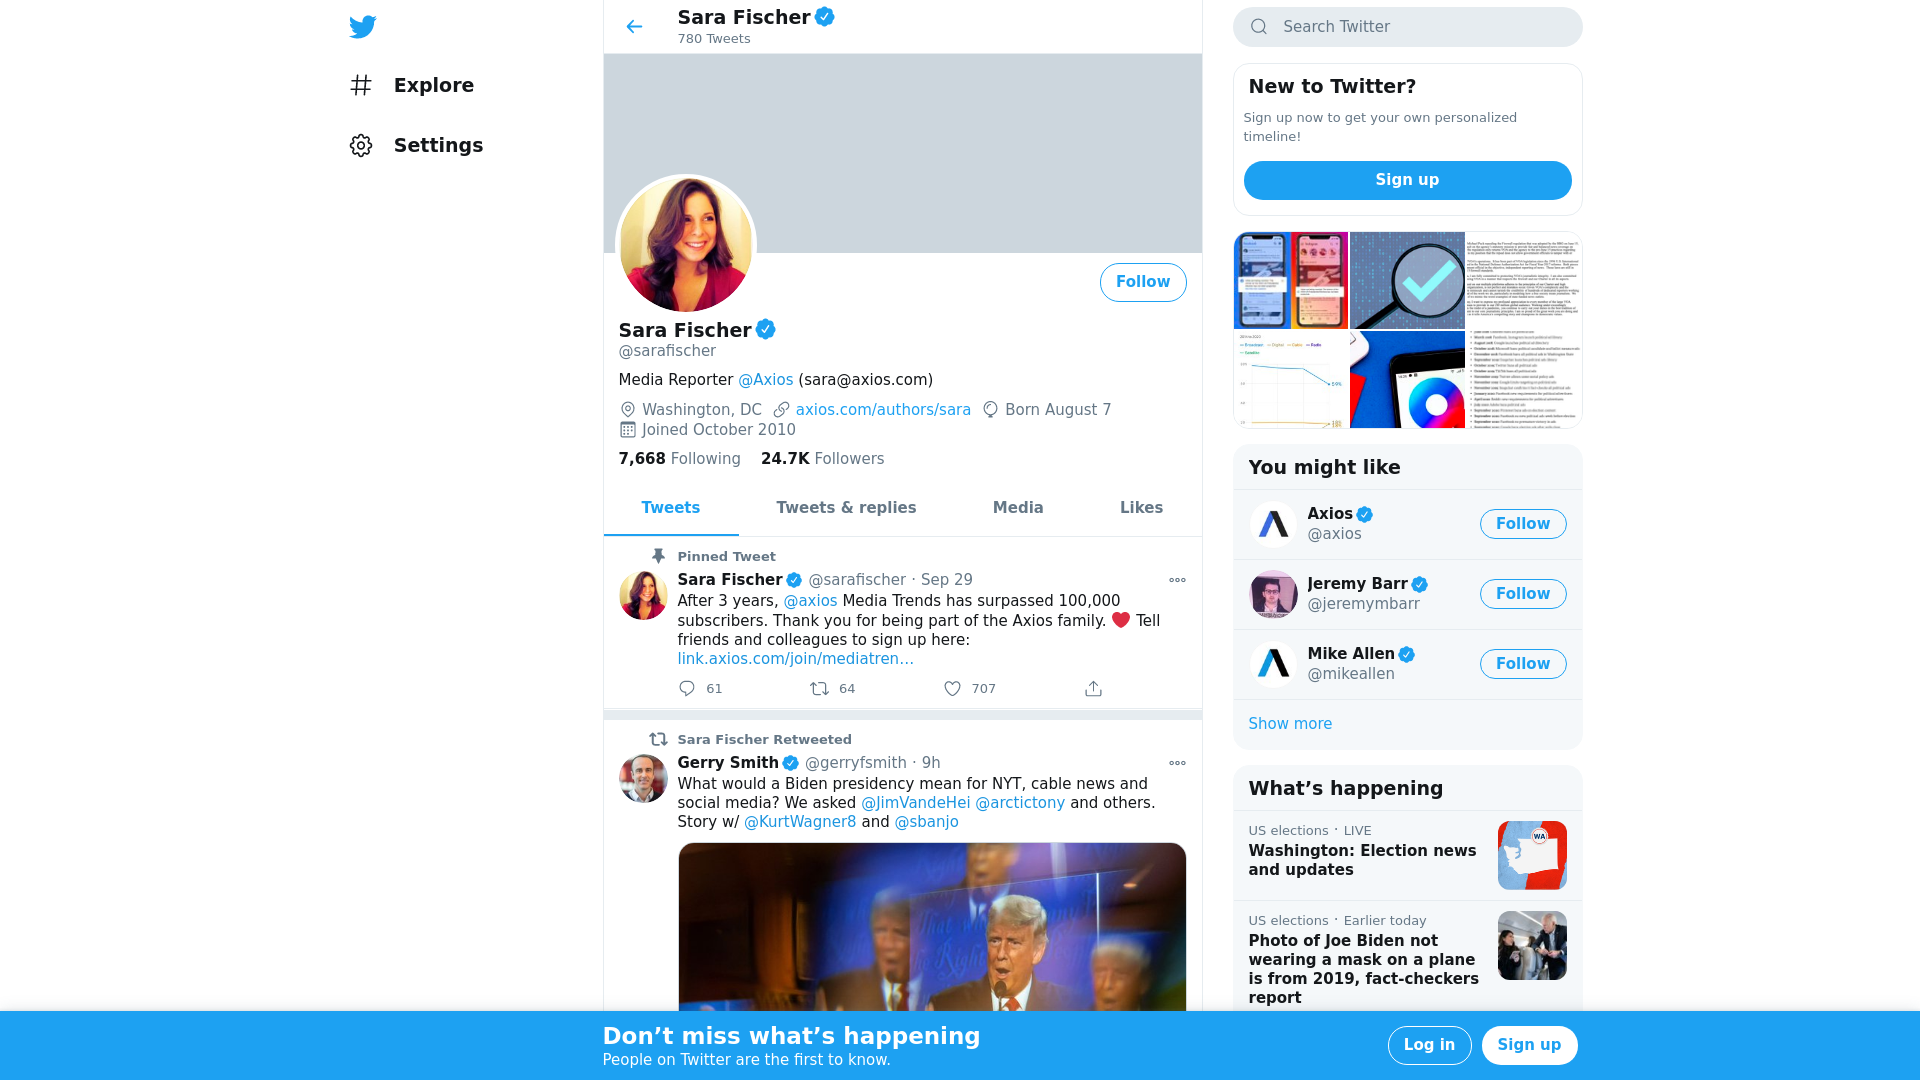 Explore
Settings
Sara Fischer
780 Tweets
Follow
Sara Fischer
@sarafischer
Media Reporter @Axios (sara@axios.com)
Washington, DC axios.com/authors/sara Born August 7
Joined October 2010
7,668 Following 24.7K Followers
Tweets Tweets & replies Media Likes
Pinned Tweet
Sara Fischer @sarafischer · Sep 29
After 3 years, @axios Media Trends has surpassed 100,000
subscribers. Thank you for being part of the Axios family. Tell
friends and colleagues to sign up here:
link.axios.com/join/mediatren…
61 64 707
Sara Fischer Retweeted
Gerry Smith @gerryfsmith · 9h
What would a Biden presidency mean for NYT, cable news and
social media? We asked @JimVandeHei @arctictony and others.
Story w/ @KurtWagner8 and @sbanjo
Search Twitter
New to Twitter?
Sign up now to get your own personalized
timeline!
Sign up
You might like
Axios
@axios
Follow
Jeremy Barr
@jeremymbarr
Follow
Mike Allen
@mikeallen
Follow
Show more
What's happening
US elections · LIVE
Washington: Election news
and updates
WA
US elections · Earlier today
Photo of Joe Biden not
wearing a mask on a plane
is from 2019, fact-checkers
report
Don't miss what's happening
People on Twitter are the first to know.
Log in
Sign up